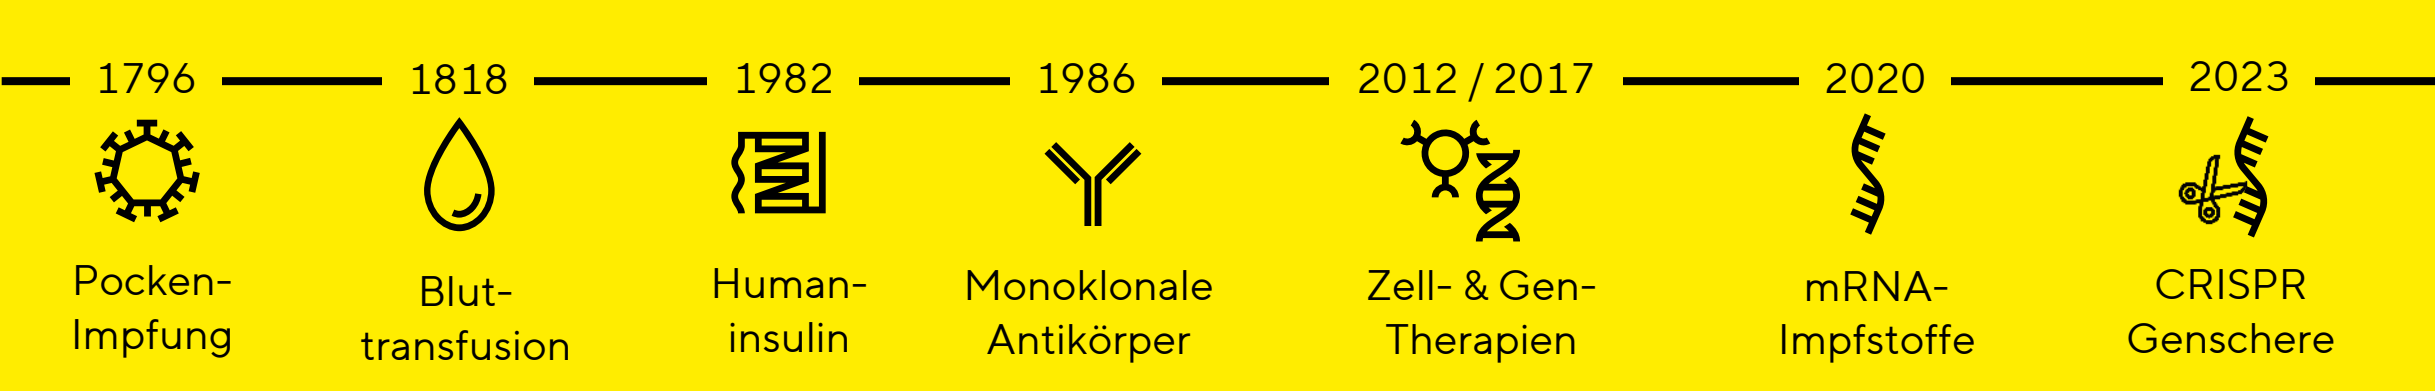 1796
Pocken-
Impfung
1818
Blut-
transfusion
1982
Human-
insulin
1986
Monoklonale
Antikörper
2012 / 2017
Zell- & Gen-
Therapien
2020
mRNA-
Impfstoffe
2023
CRISPR
Genschere